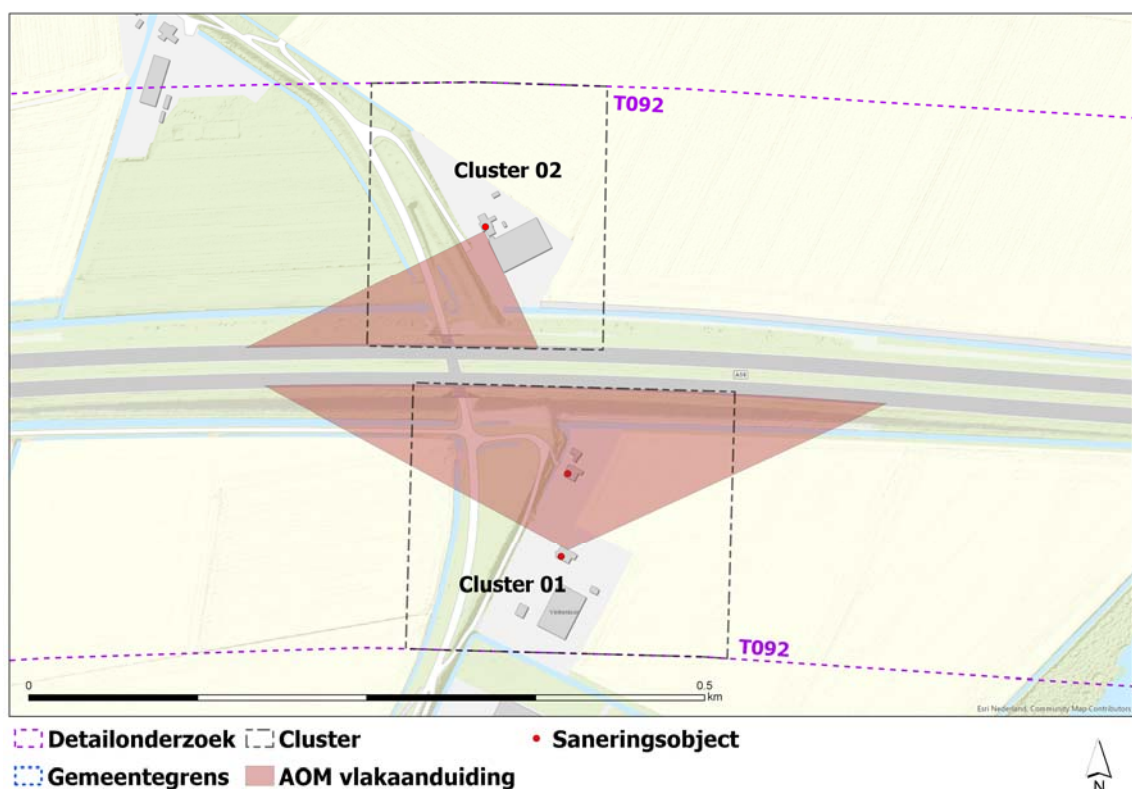 T092
Cluster 02
Cluster 01
T092
0 0.5
km
Esri Nederland, Community Map Contributors
Detailonderzoek Cluster Saneringsobject
Gemeentegrens AOM vlakaanduiding
N